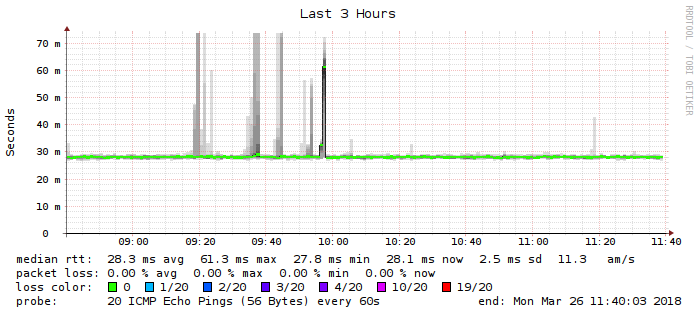 Last 3 Hours
RRDTOOL / TOBI OETIKER
Seconds
70 m
60 m
50 m
40 m
30 m
20 m
10 m
0
09:00 09:20 09:40 10:00 10:20 10:40 11:00 11:20 11:40
median rtt: 28.3 ms avg 61.3 ms max 27.8 ms min 28.1 ms now 2.5 ms sd 11.3 am/s
packet loss: 0.00 % avg 0.00 % max 0.00 % min 0.00 % now
loss color: 0 1/20 2/20 3/20 4/20 10/20 19/20
probe: 20 ICMP Echo Pings (56 Bytes) every 60s end: Mon Mar 26 11:40:03 2018